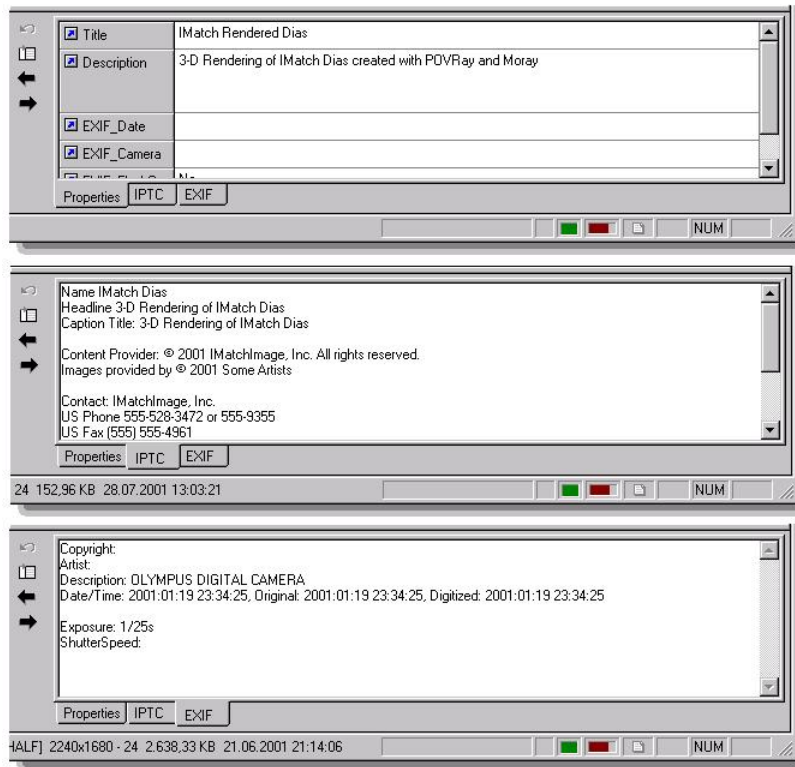 Title IMatch Rendered Dias
Description 3-D Rendering of IMatch Dias created with POVRay and Moray
EXIF_Date
EXIF_Camera
No
Properties IPTC EXIF
NUM
Name IMatch Dias
Headline 3-D Rendering of IMatch Dias
Caption Title: 3-D Rendering of IMatch Dias
Content Provider: © 2001 IMatchImage, Inc. All rights reserved.
Images provided by © 2001 Some Artists
Contact: IMatchImage, Inc.
US Phone 555-528-3472 or 555-9355
US Fax (555) 555-4961
Properties IPTC EXIF
24 152,96 KB 28.07.2001 13:03:21 NUM
Copyright:
Artist:
Description: OLYMPUS DIGITAL CAMERA
Date/Time: 2001:01:19 23:34:25, Original: 2001:01:19 23:34:25, Digitized: 2001:01:19 23:34:25
Exposure: 1/25s
ShutterSpeed:
Properties IPTC EXIF
HALF] 2240x1680 - 24 2.638,33 KB 21.06.2001 21:14:06 NUM